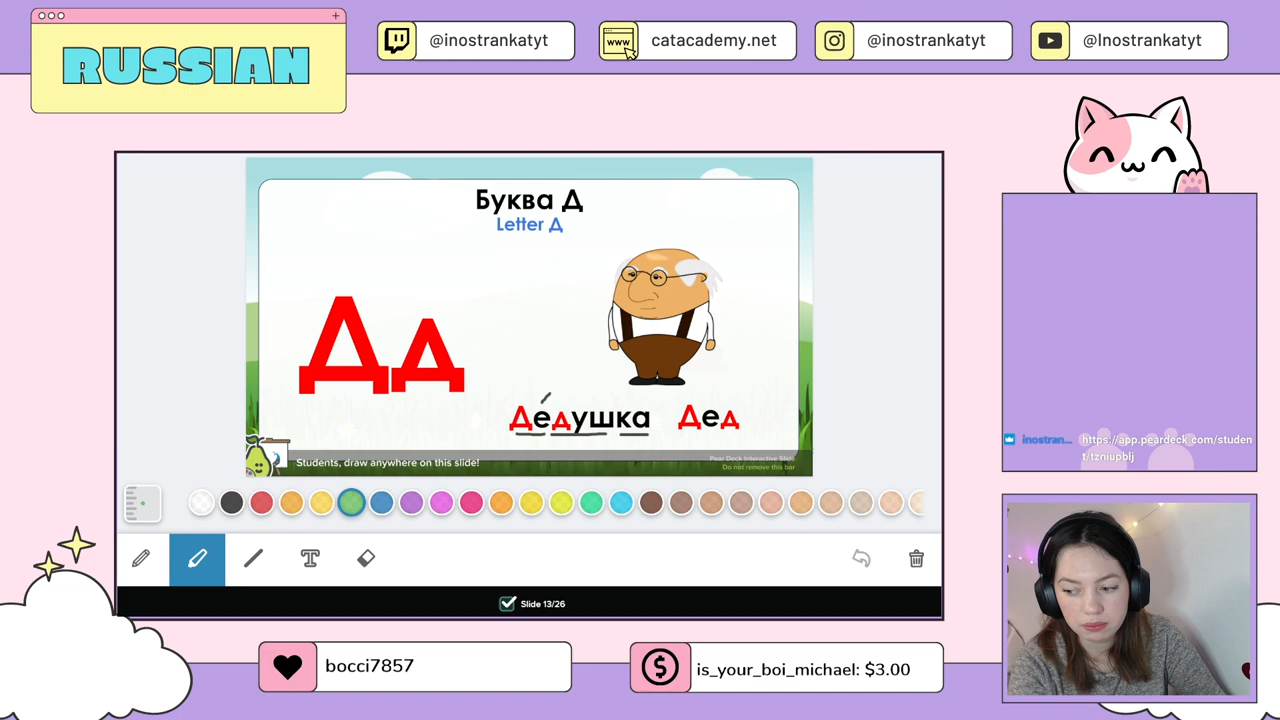 RUSSIAN
@inostrankatyt
catacademy.net
@inostrankatyt
@Inostrankatyt
Буква Д
Letter Д
Дд
Дедушка Дед
Students, draw anywhere on this slide!
Pear Deck Interactive Slide
Do not remove this bar
inostran...
https://app.peardeck.com/studen
t/tzniupblj
Slide 13/26
bocci7857
is_your_boi_michael: $3.00